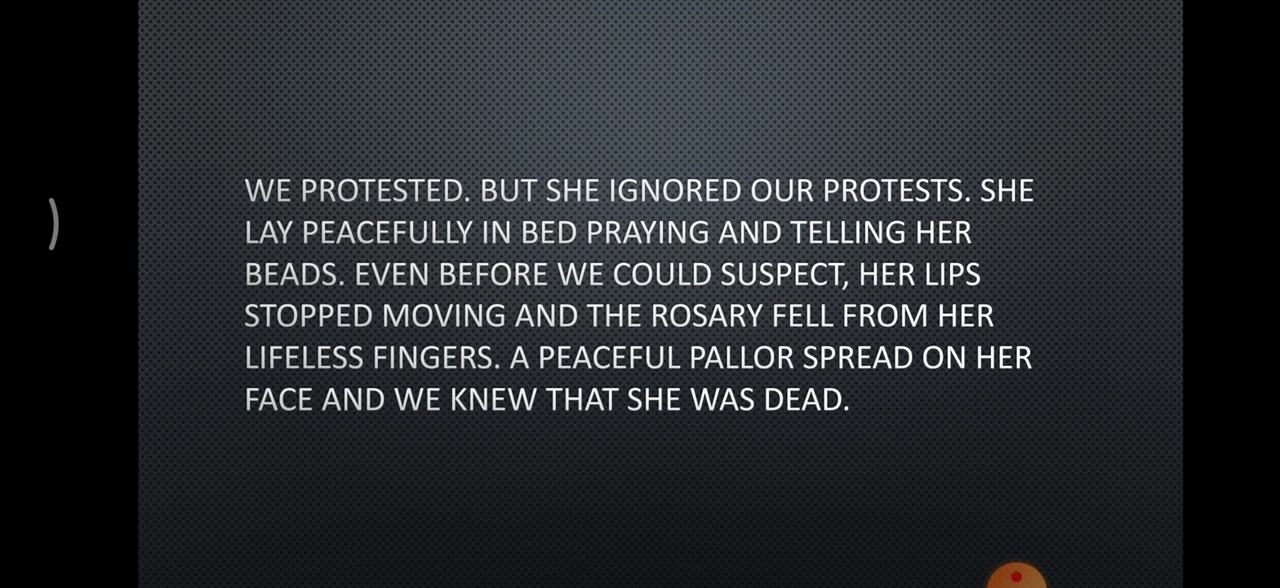 WE PROTESTED. BUT SHE IGNORED OUR PROTESTS. SHE
LAY PEACEFULLY IN BED PRAYING AND TELLING HER
BEADS. EVEN BEFORE WE COULD SUSPECT, HER LIPS
STOPPED MOVING AND THE ROSARY FELL FROM HER
LIFELESS FINGERS. A PEACEFUL PALLOR SPREAD ON HER
FACE AND WE KNEW THAT SHE WAS DEAD.